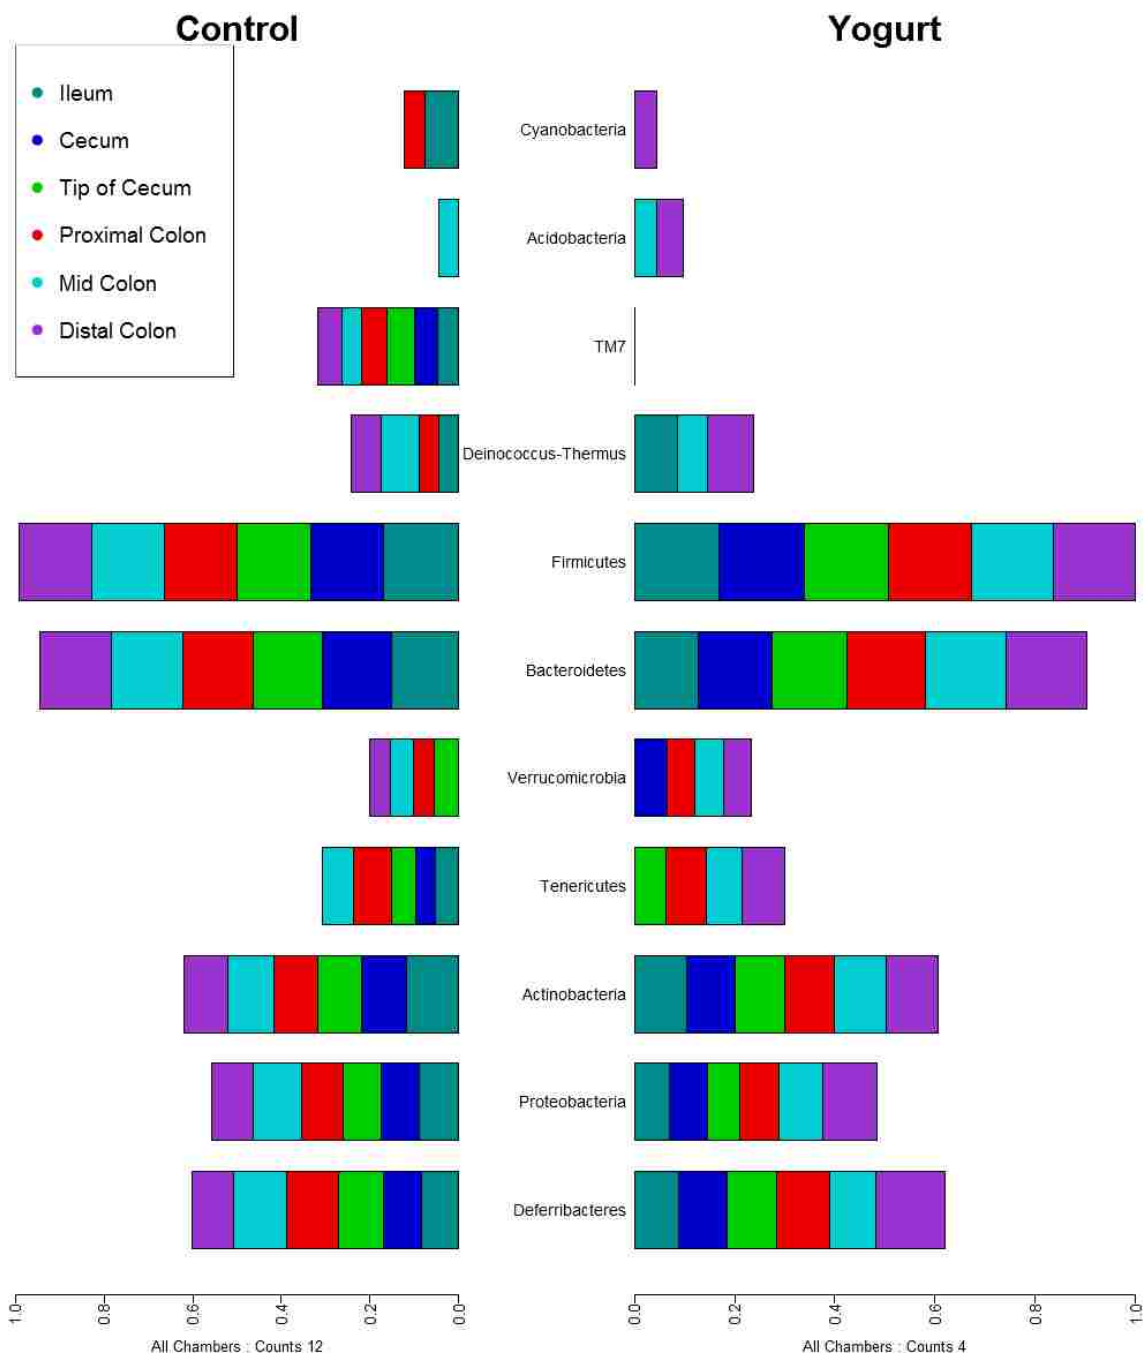 Control
Yogurt
Ileum
Cecum
Tip of Cecum
Proximal Colon
Mid Colon
Distal Colon
Cyanobacteria
Acidobacteria
TM7
Deinococcus-Thermus
Firmicutes
Bacteroidetes
Verrucomicrobia
Tenericutes
Actinobacteria
Proteobacteria
Deferribacteres
1.0 0.8 0.6 0.4 0.2 0.0
All Chambers : Counts 12
0.0 0.2 0.4 0.6 0.8 1.0
All Chambers : Counts 4